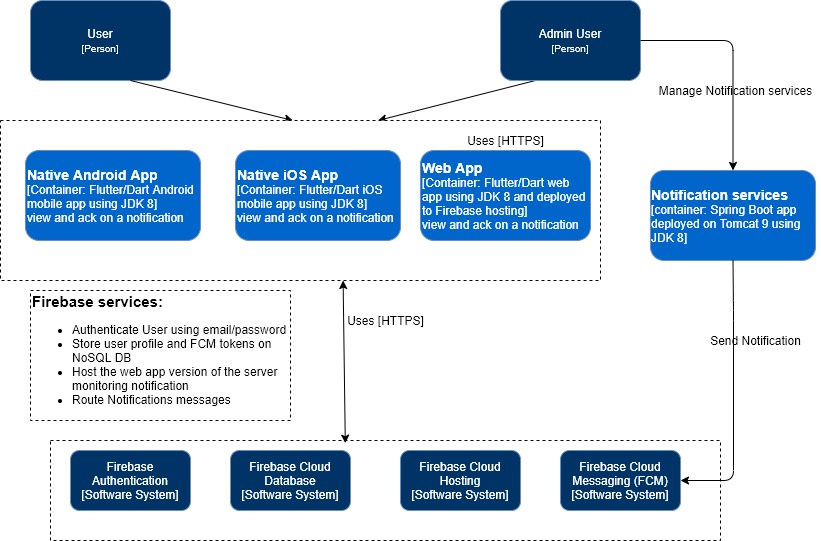 User
[Person]
Admin User
[Person]
Manage Notification services
Uses [HTTPS]
Native Android App
[Container: Flutter/Dart Android
mobile app using JDK 8]
view and ack on a notification
Native iOS App
[Container: Flutter/Dart iOS
mobile app using JDK 8]
view and ack on a notification
Web App
[Container: Flutter/Dart web
app using JDK 8 and deployed
to Firebase hosting]
view and ack on a notification
Notification services
[container: Spring Boot app
deployed on Tomcat 9 using
JDK 8]
Firebase services:
• Authenticate User using email/password
• Store user profile and FCM tokens on
NoSQL DB
• Host the web app version of the server
monitoring notification
• Route Notifications messages
Uses [HTTPS]
Send Notification
Firebase
Authentication
[Software System]
Firebase Cloud
Database
[Software System]
Firebase Cloud
Hosting
[Software System]
Firebase Cloud
Messaging (FCM)
[Software System]